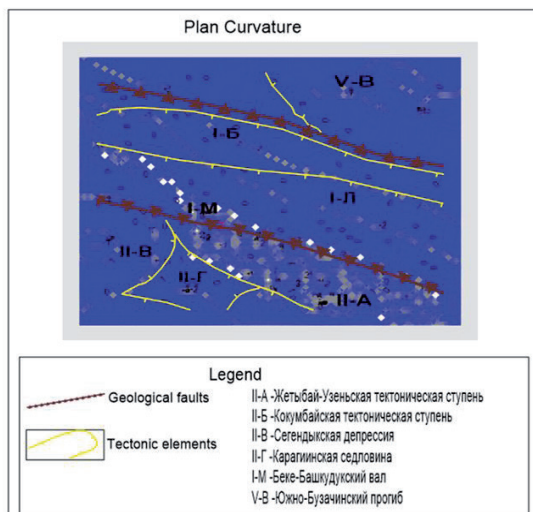 Plan Curvature
V-В
I-Б
I-Л
I-М
II-В
II-Г
II-А
Legend
Geological faults
Tectonic elements
II-А -Жетыбай-Узеньская тектоническая ступень
II-Б -Кокумбайская тектоническая ступень
II-В -Сегендыкская депрессия
II-Г -Карагиинская седловина
I-М -Беке-Башкудукский вал
V-В -Южно-Бузачинский прогиб